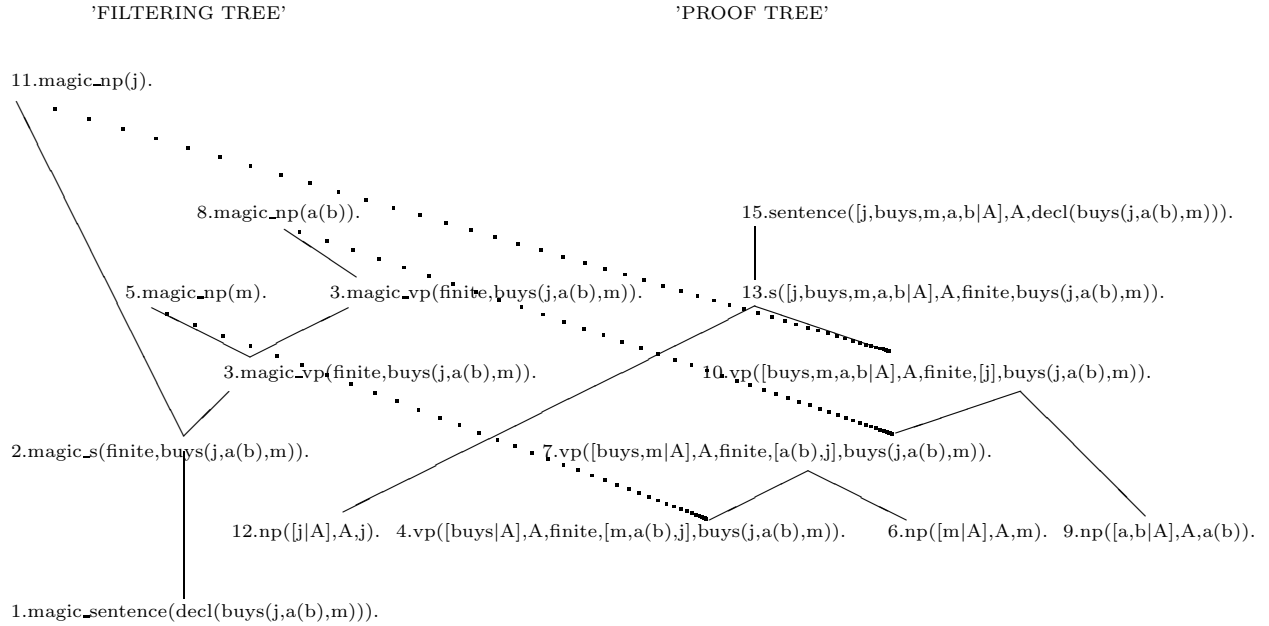 'FILTERING TREE' 'PROOF TREE'
11.magic_np(j).
8.magic_np(a(b)). 15.sentence([j,buys,m,a,b|A],A,decl(buys(j,a(b),m))).
5.magic_np(m). 3.magic_vp(finite,buys(j,a(b),m)). 13.s([j,buys,m,a,b|A],A,finite,buys(j,a(b),m)).
3.magic_vp(finite,buys(j,a(b),m)). 10.vp([buys,m,a,b|A],A,finite,[j],buys(j,a(b),m)).
2.magic_s(finite,buys(j,a(b),m)). 7.vp([buys,m|A],A,finite,[a(b),j],buys(j,a(b),m)).
12.np([j|A],A,j). 4.vp([buys|A],A,finite,[m,a(b),j],buys(j,a(b),m)). 6.np([m|A],A,m). 9.np([a,b|A],A,a(b)).
1.magic_sentence(decl(buys(j,a(b),m))).